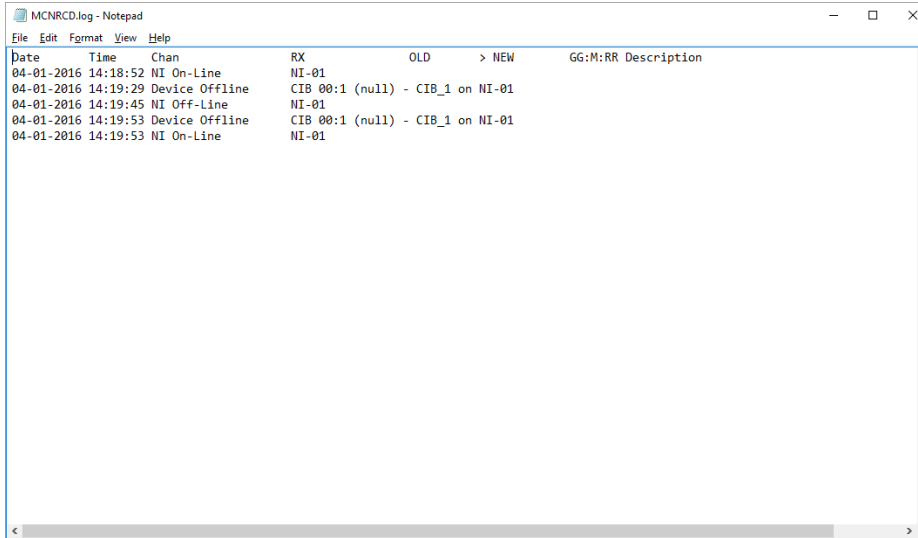 MCNRCD.log - Notepad
File Edit Format View Help
Date Time Chan RX OLD > NEW GG:M:RR Description
04-01-2016 14:18:52 NI On-Line NI-01
04-01-2016 14:19:29 Device Offline CIB 00:1 (null) - CIB_1 on NI-01
04-01-2016 14:19:45 NI Off-Line NI-01
04-01-2016 14:19:53 Device Offline CIB 00:1 (null) - CIB_1 on NI-01
04-01-2016 14:19:53 NI On-Line NI-01